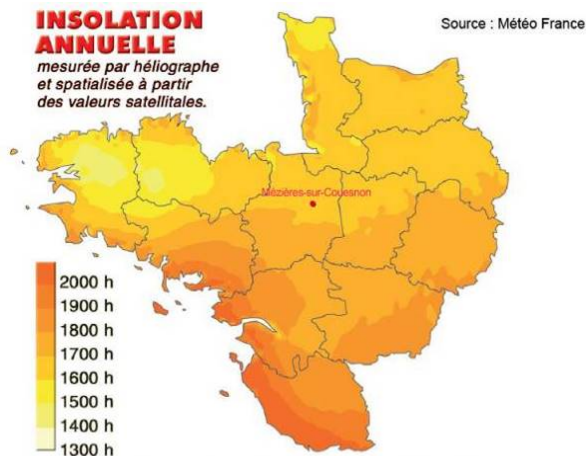 INSOLATION
ANNUELLE
mesurée par héliographe
et spatialisée à partir
des valeurs satellitales.
Source : Météo France
Mézières-sur-Couesnon
2000 h
1900 h
1800 h
1700 h
1600 h
1500 h
1400 h
1300 h